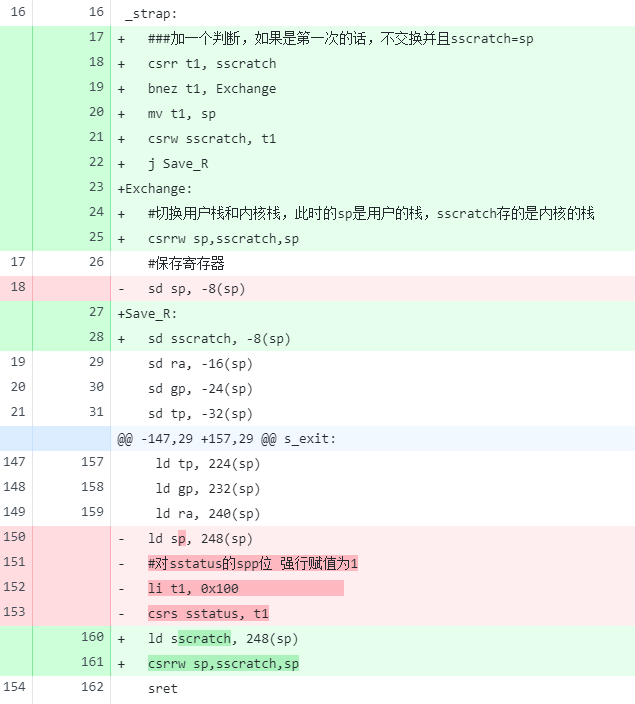 16 16 _strap:
17 + ###加一个判断，如果是第一次的话，不交换并且sscratch=sp
18 + csrr t1, sscratch
19 + bnez t1, Exchange
20 + mv t1, sp
21 + csrw sscratch, t1
22 + j Save_R
23 +Exchange:
24 + #切换用户栈和内核栈，此时的sp是用户的栈，sscratch存的是内核的栈
25 + csrrw sp,sscratch,sp
17 26 #保存寄存器
18 - sd sp, -8(sp)
27 +Save_R:
28 + sd sscratch, -8(sp)
19 29 sd ra, -16(sp)
20 30 sd gp, -24(sp)
21 31 sd tp, -32(sp)
@@ -147,29 +157,29 @@ s_exit:
147 157 ld tp, 224(sp)
148 158 ld gp, 232(sp)
149 159 ld ra, 240(sp)
150 - ld sp, 248(sp)
151 - #对sstatus的spp位 强行赋值为1
152 - li t1, 0x100
153 - csrs sstatus, t1
160 + ld sscratch, 248(sp)
161 + csrrw sp,sscratch,sp
154 162 sret